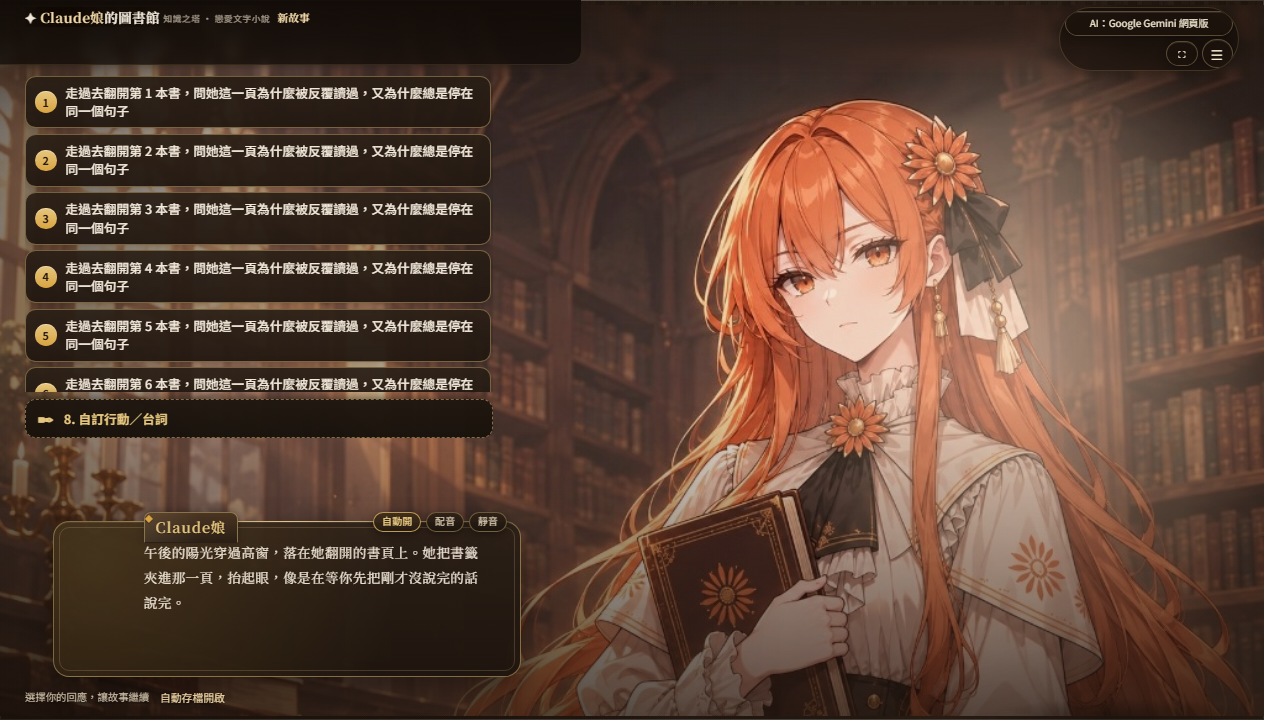 ✦ Claude娘的圖書館 知識之塔 · 戀愛文字小說 新故事
AI：Google Gemini 網頁版
1 走過去翻開第 1 本書，問她這一頁為什麼被反覆讀過，又為什麼總是停在
同一個句子
2 走過去翻開第 2 本書，問她這一頁為什麼被反覆讀過，又為什麼總是停在
同一個句子
3 走過去翻開第 3 本書，問她這一頁為什麼被反覆讀過，又為什麼總是停在
同一個句子
4 走過去翻開第 4 本書，問她這一頁為什麼被反覆讀過，又為什麼總是停在
同一個句子
5 走過去翻開第 5 本書，問她這一頁為什麼被反覆讀過，又為什麼總是停在
同一個句子
走過去翻開第 6 本書，問她這一頁為什麼被反覆讀過，又為什麼總是停在
8. 自訂行動／台詞
Claude娘
自動開 配音 靜音
午後的陽光穿過高窗，落在她翻開的書頁上。她把書籤
夾進那一頁，抬起眼，像是在等你先把剛才沒說完的話
說完。
選擇你的回應，讓故事繼續 自動存檔開啟